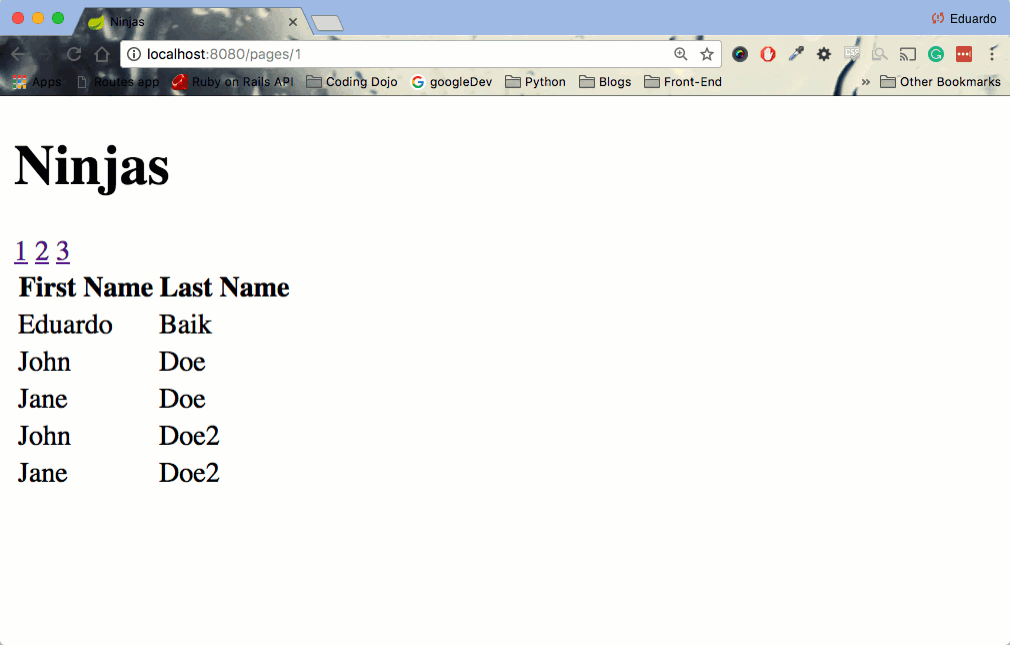 Ninjas
Eduardo
localhost:8080/pages/1
Apps Routes app Ruby on Rails API Coding Dojo googleDev Python Blogs Front-End » Other Bookmarks
Ninjas
1 2 3
First Name Last Name
Eduardo Baik
John Doe
Jane Doe
John Doe2
Jane Doe2